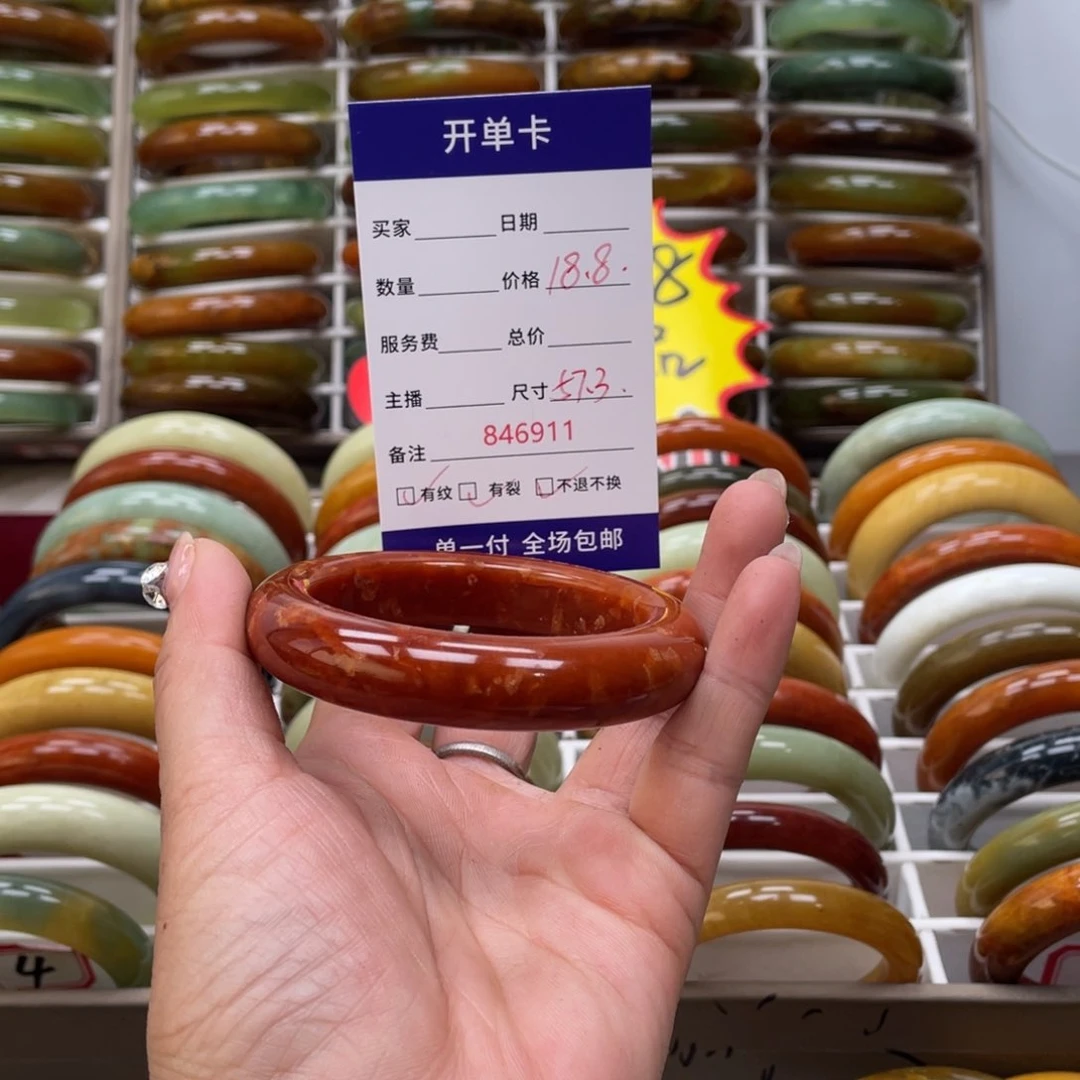 开单卡
买家 日期
数量 价格 18.8.
服务费 总价
主播 尺寸 57.3.
备注 846911
有纹 有裂 不退不换
单一付 全场包邮
8
4